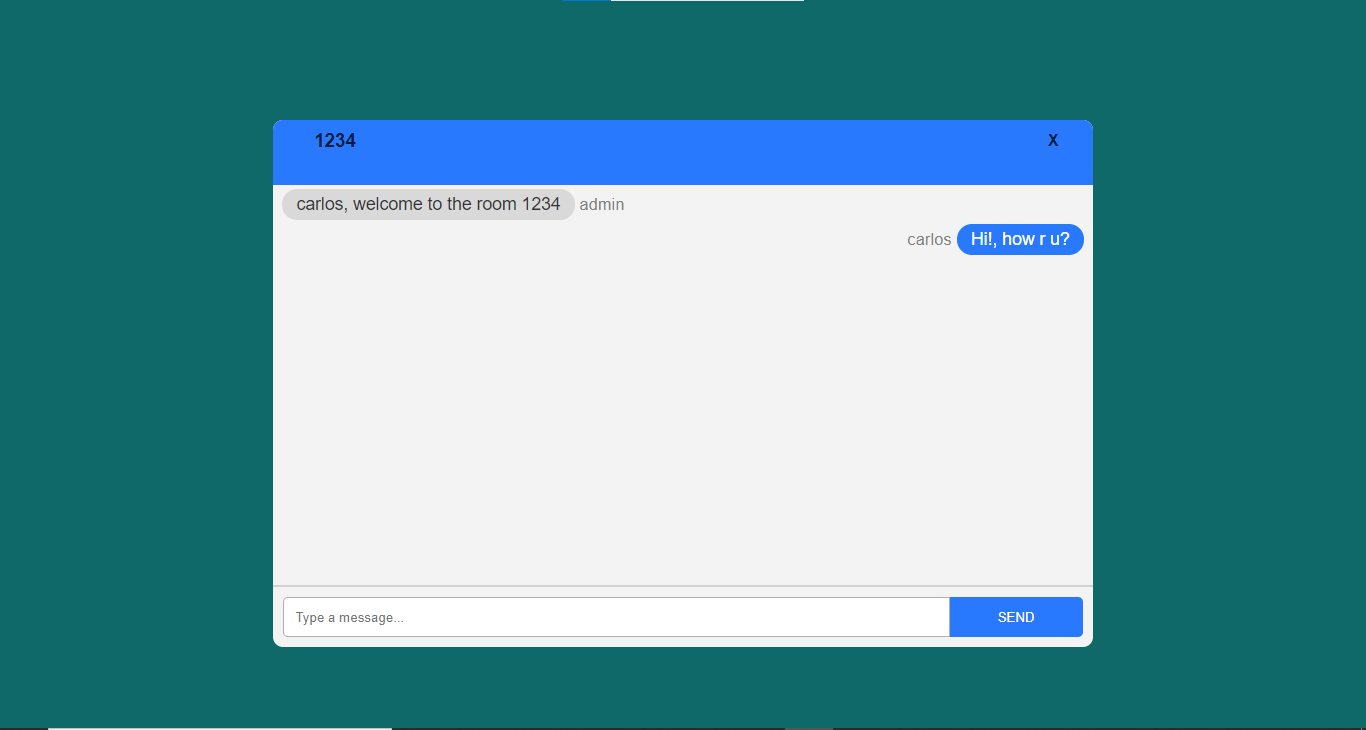 1234 X
carlos, welcome to the room 1234 admin
carlos Hi!, how r u?
Type a message... SEND